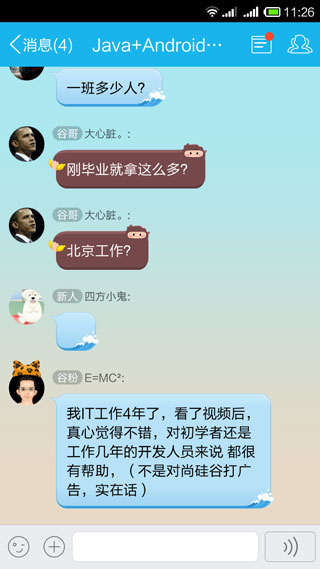 11:26
消息(4)
Java+Android…
一班多少人?
谷哥 大心脏。:
刚毕业就拿这么多?
谷哥 大心脏。:
北京工作?
新人 四方小鬼:
谷粉 E=MC²:
我IT工作4年了，看了视频后，
真心觉得不错，对初学者还是
工作几年的开发人员来说 都很
有帮助，（不是对尚硅谷打广
告，实在话）